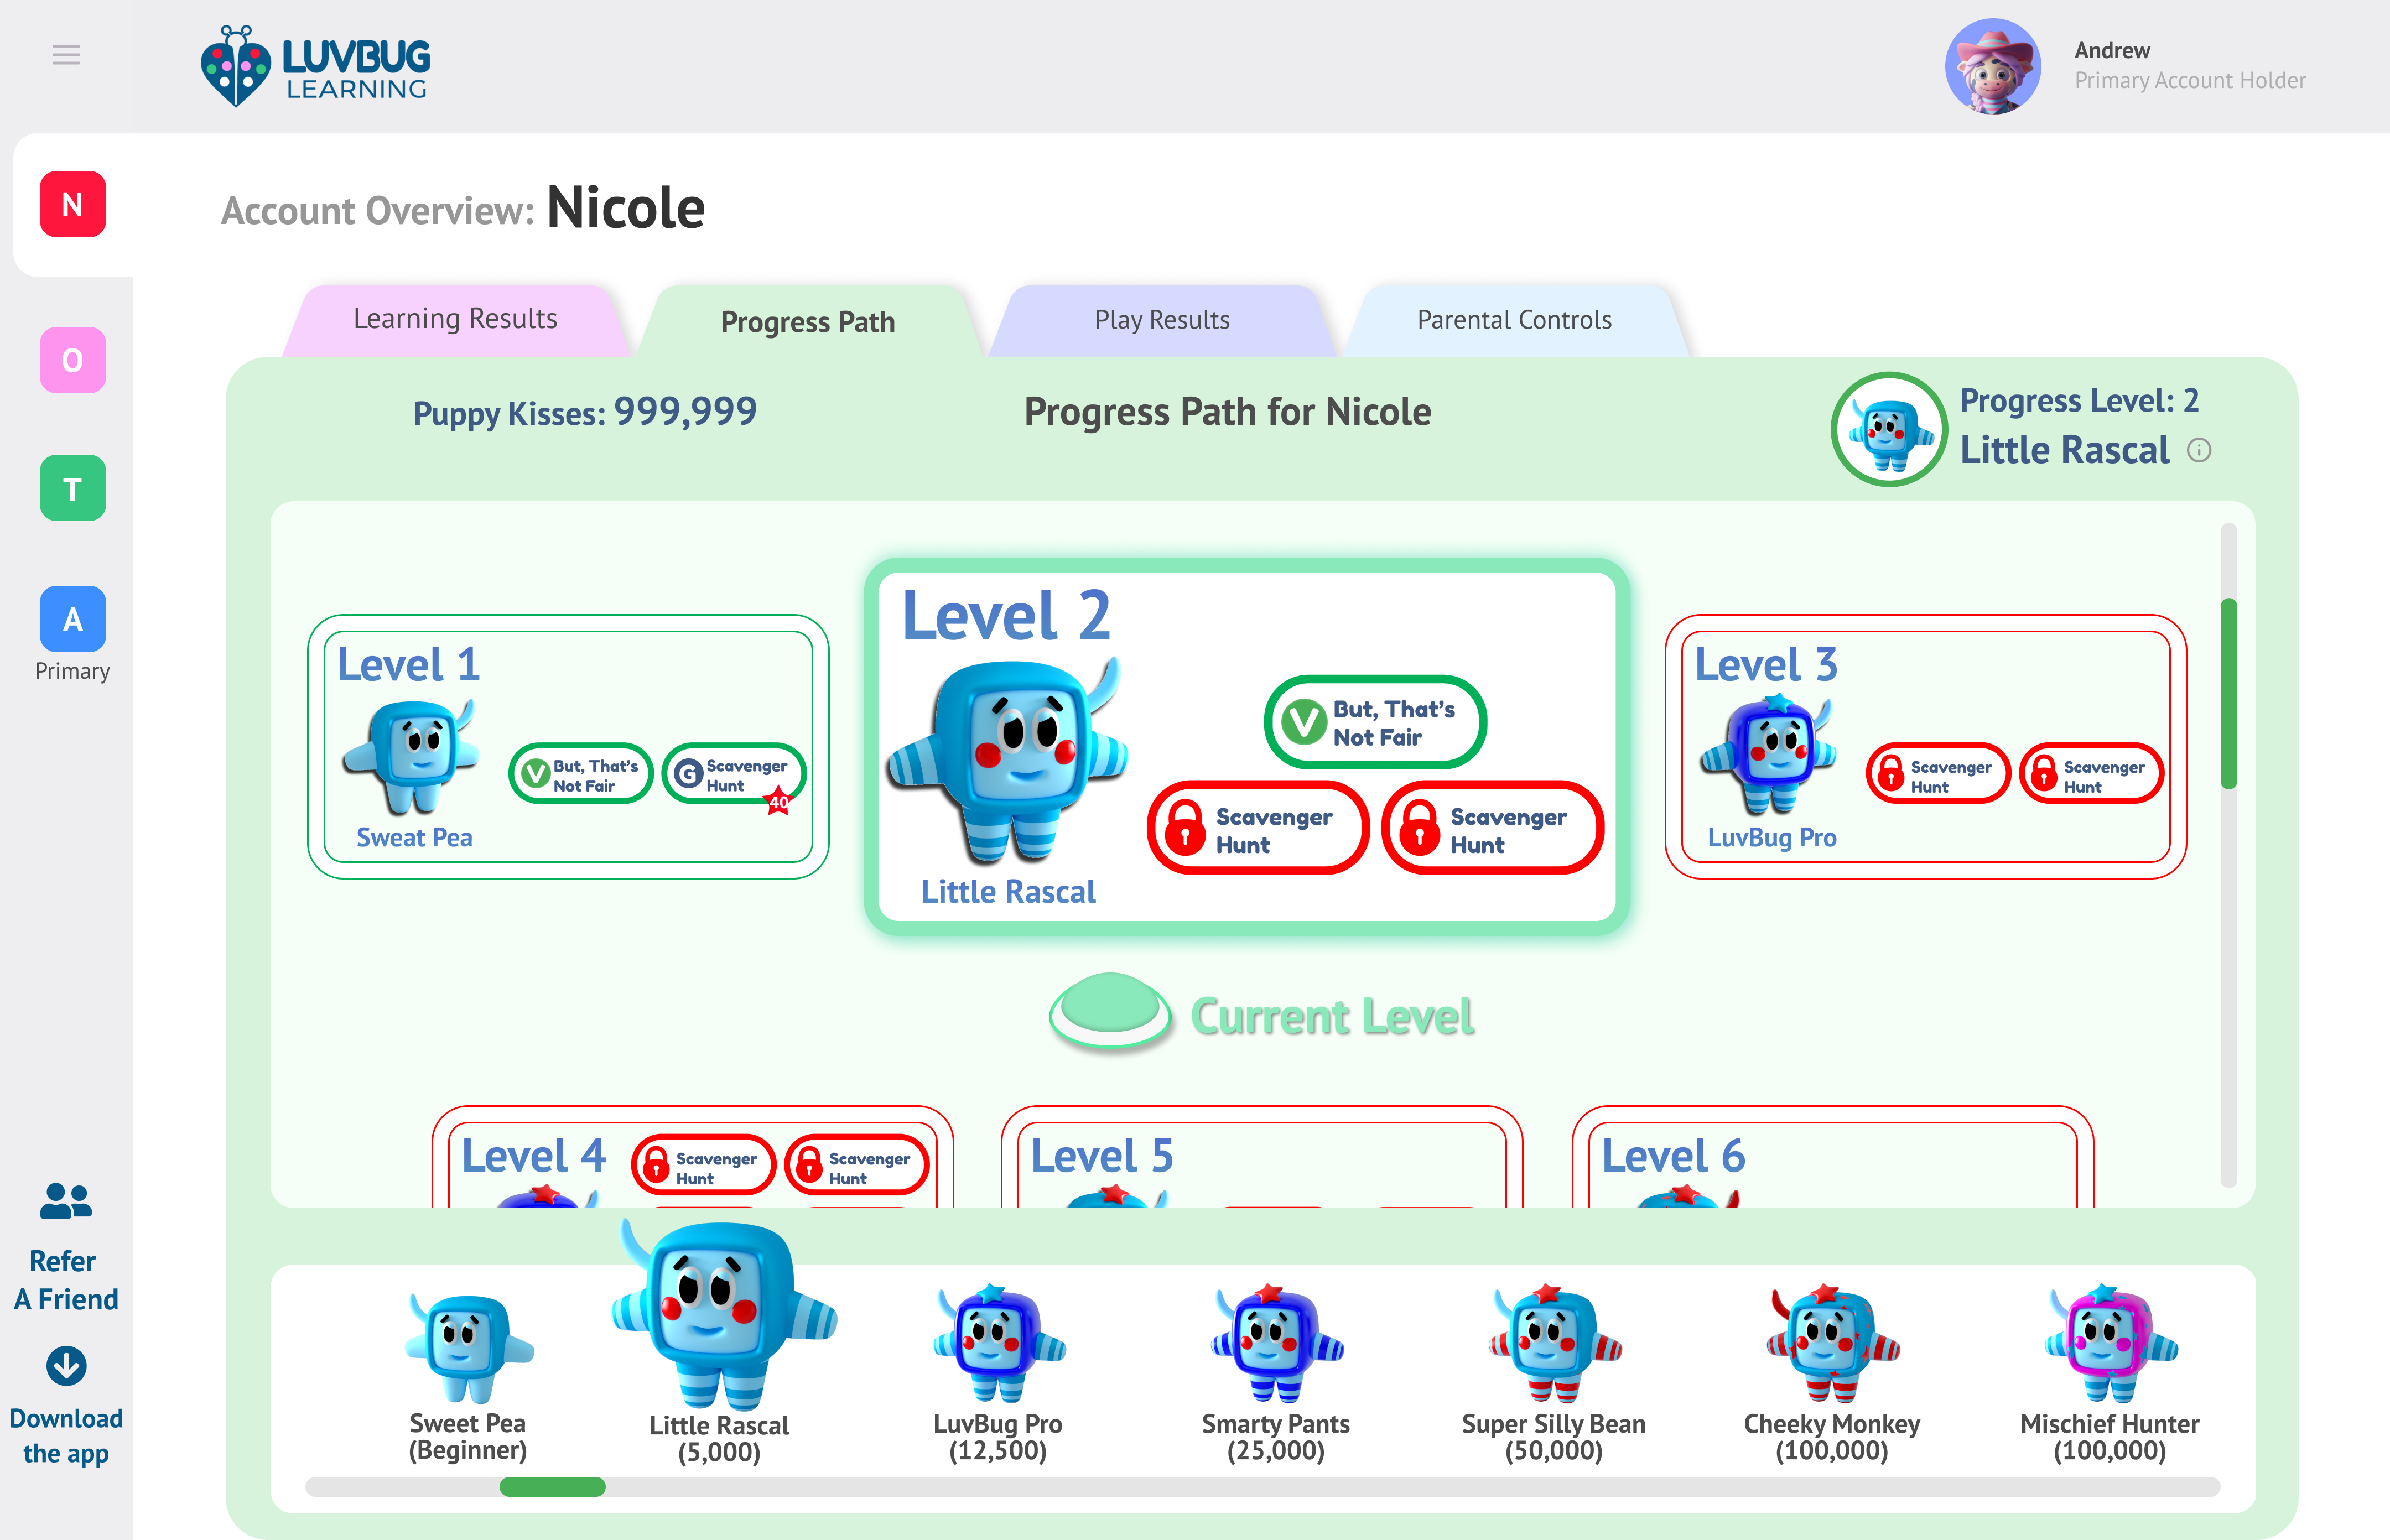 LUVBUG
LEARNING
Andrew
Primary Account Holder
N
O
T
A
Primary
Refer
A Friend
Download
the app
Account Overview: Nicole
Learning Results
Progress Path
Play Results
Parental Controls
Puppy Kisses: 999,999
Progress Path for Nicole
Progress Level: 2
Little Rascal
Level 1
Sweat Pea
V
But, That's
Not Fair
G
Scavenger
Hunt
40
Level 2
Little Rascal
V
But, That's
Not Fair
Scavenger
Hunt
Scavenger
Hunt
Level 3
LuvBug Pro
Scavenger
Hunt
Scavenger
Hunt
Current Level
Level 4
Scavenger
Hunt
Scavenger
Hunt
Level 5
Level 6
Sweet Pea
(Beginner)
Little Rascal
(5,000)
LuvBug Pro
(12,500)
Smarty Pants
(25,000)
Super Silly Bean
(50,000)
Cheeky Monkey
(100,000)
Mischief Hunter
(100,000)